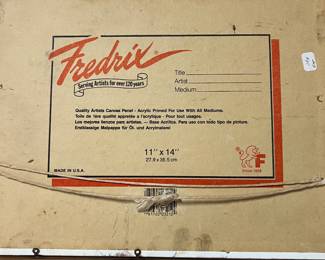 Fredrix®
Serving Artists for over 120 years
Title
Artist
Medium
Quality Artists Canvas Panel - Acrylic Primed For Use With All Mediums.
Toile de faire qualité apprêtée à l'acrylique - Pour tout usages.
Los mejores lienzos para artistas. - Base Acrílica. Para uso con todo tipo de pintura.
Erstklassige Malpappe für Öl. und Acrylmalerei
11" x 14"
27.9 x 35.5 cm
MADE IN U.S.A.
F
Since 1868